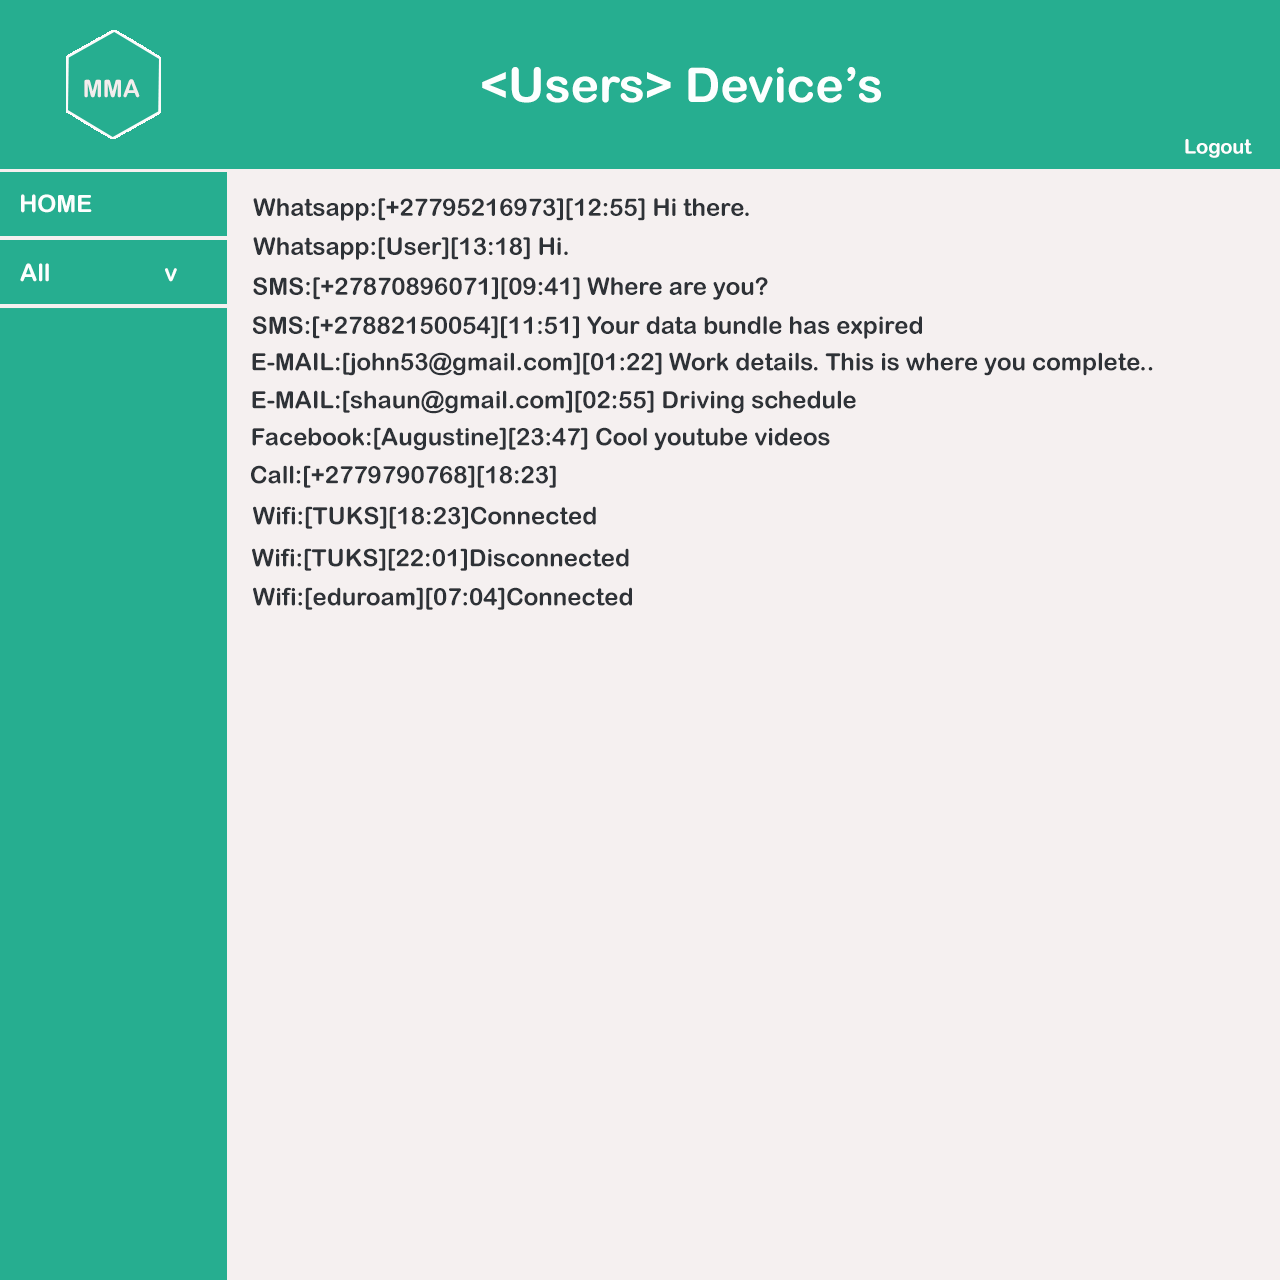 MMA
<Users> Device’s
Logout
HOME
All v
Whatsapp:[+27795216973][12:55] Hi there.
Whatsapp:[User][13:18] Hi.
SMS:[+27870896071][09:41] Where are you?
SMS:[+27882150054][11:51] Your data bundle has expired
E-MAIL:[john53@gmail.com][01:22] Work details. This is where you complete..
E-MAIL:[shaun@gmail.com][02:55] Driving schedule
Facebook:[Augustine][23:47] Cool youtube videos
Call:[+2779790768][18:23]
Wifi:[TUKS][18:23]Connected
Wifi:[TUKS][22:01]Disconnected
Wifi:[eduroam][07:04]Connected